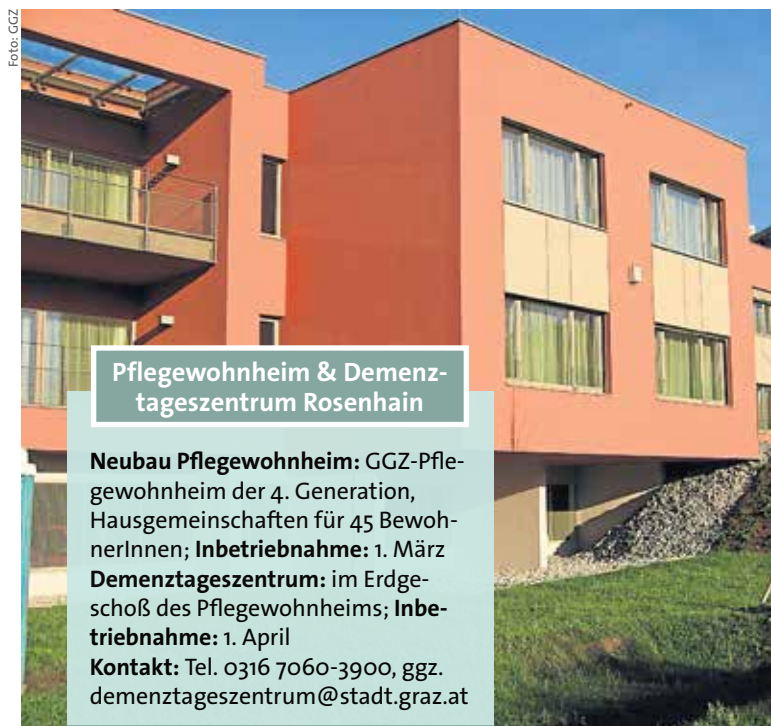 Foto: GGZ
Pflegewohnheim & Demenz-
tageszentrum Rosenhain
Neubau Pflegewohnheim: GGZ-Pfle-
gewohnheim der 4. Generation,
Hausgemeinschaften für 45 Bewoh-
nerInnen; Inbetriebnahme: 1. März
Demenztageszentrum: im Erdge-
schoß des Pflegewohnheims; Inbe-
triebnahme: 1. April
Kontakt: Tel. 0316 7060-3900, ggz.
demenztageszentrum@stadt.graz.at